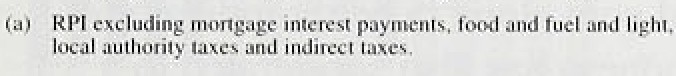 (a) RPI excluding mortgage interest payments, food and fuel and light,
local authority taxes and indirect taxes.